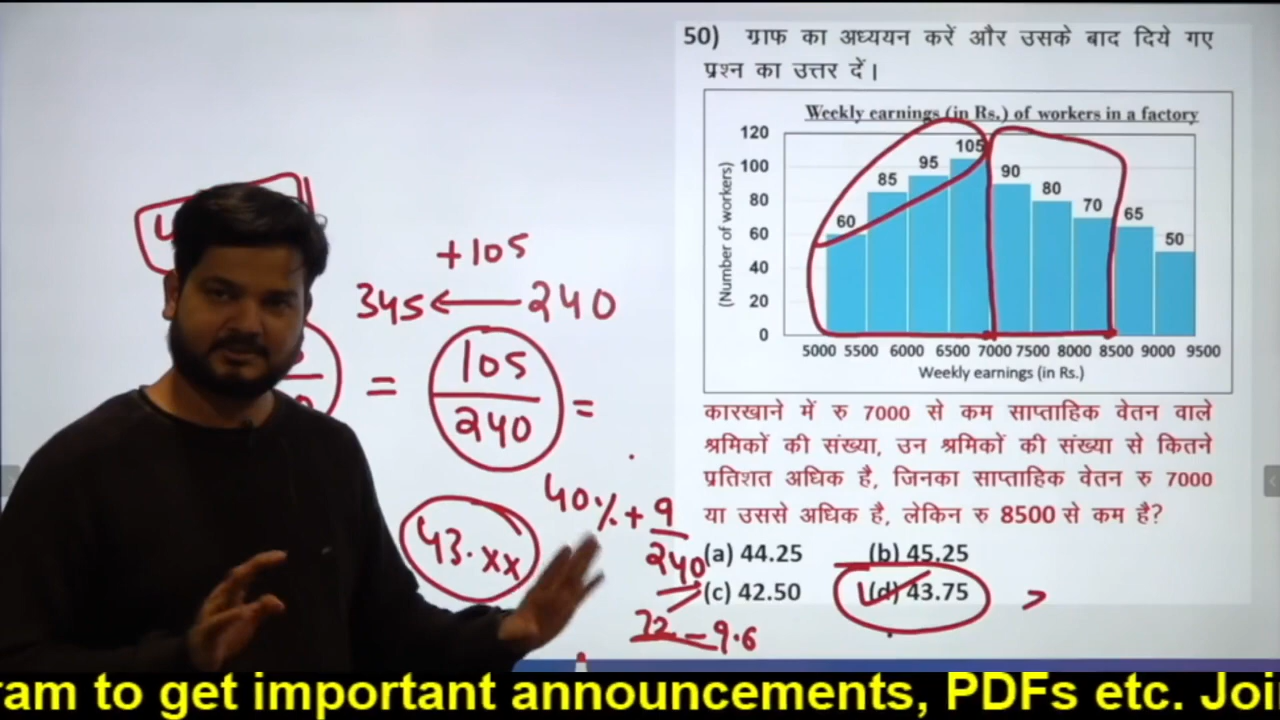 50) ग्राफ का अध्ययन करें और उसके बाद दिये गए
प्रश्न का उत्तर दें।
Weekly earnings (in Rs.) of workers in a factory
(Number of workers)
120
100
80
60
40
20
0
60
85
95
105
90
80
70
65
50
5000 5500 6000 6500 7000 7500 8000 8500 9000 9500
Weekly earnings (in Rs.)
कारखाने में रु 7000 से कम साप्ताहिक वेतन वाले
श्रमिकों की संख्या, उन श्रमिकों की संख्या से कितने
प्रतिशत अधिक है, जिनका साप्ताहिक वेतन रु 7000
या उससे अधिक है, लेकिन रु 8500 से कम है?
(a) 44.25 (b) 45.25
(c) 42.50 (d) 43.75
+105
345 ← 240
= 105/240 =
40% + 9/240
43.xx
72 - 9.6
ram to get important announcements, PDFs etc. Joi